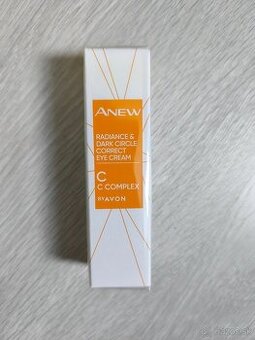 ANEW
RADIANCE &
DARK CIRCLE
CORRECT
EYE CREAM
C
C COMPLEX
BY AVON